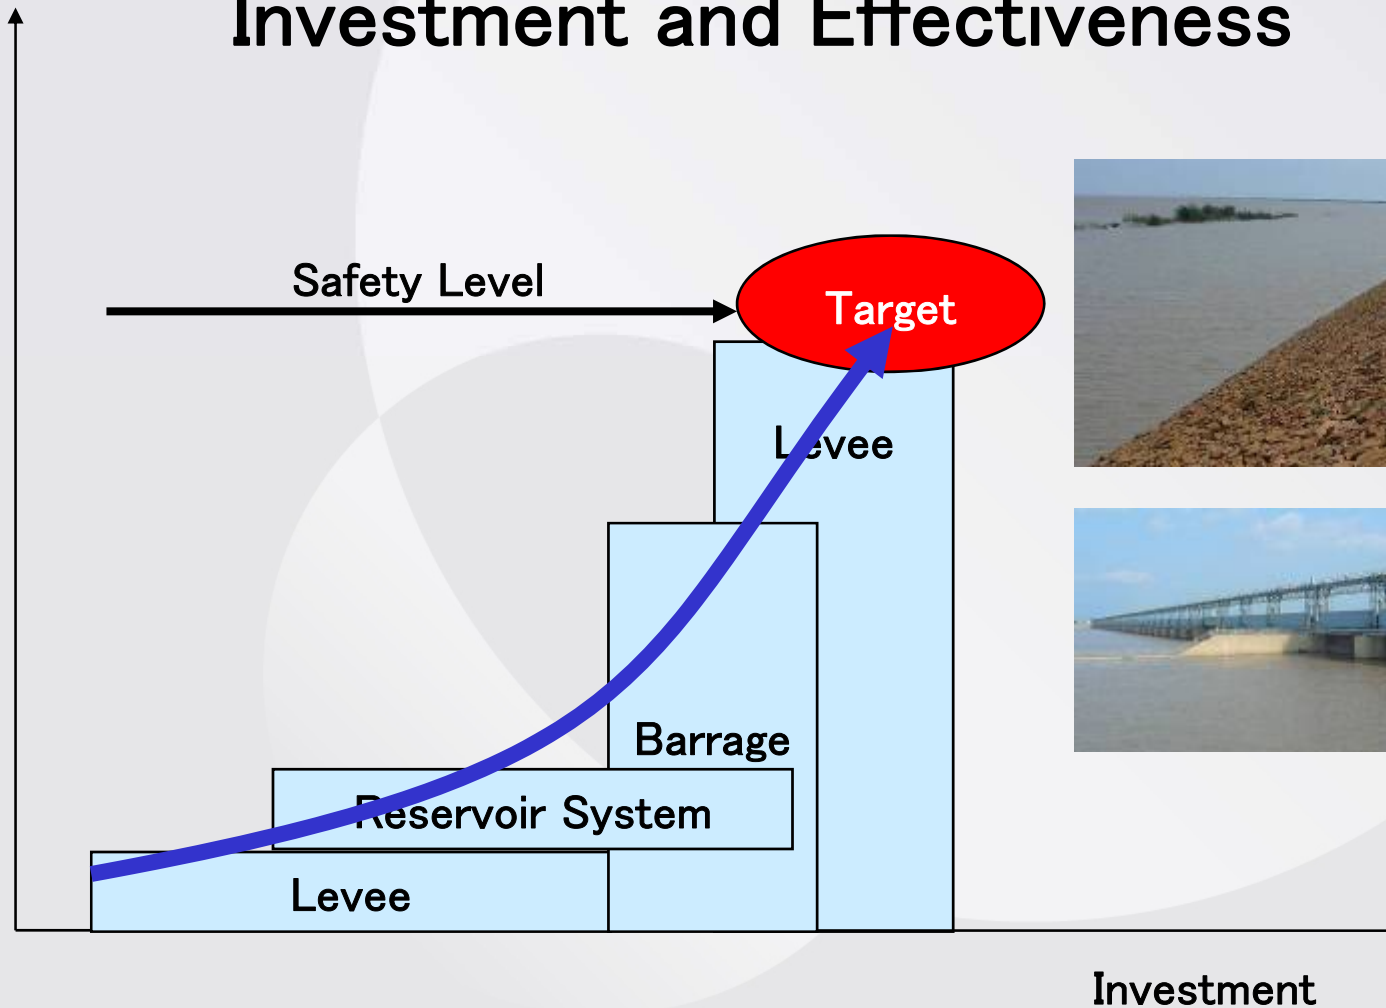 Investment and Effectiveness
Safety Level
Target
Levee
Barrage
Reservoir System
Levee
Investment